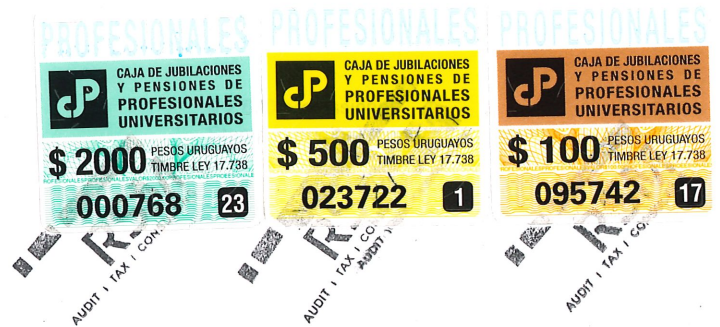 PROFESIONALES
CAJA DE JUBILACIONES
Y PENSIONES DE
PROFESIONALES
UNIVERSITARIOS
$ 2000 PESOS URUGUAYOS
TIMBRE LEY 17.738
000768 23
AUDIT | TAX |
PROFESIONALES
CAJA DE JUBILACIONES
Y PENSIONES DE
PROFESIONALES
UNIVERSITARIOS
$ 500 PESOS URUGUAYOS
TIMBRE LEY 17.738
023722 1
AUDIT | TAX |
AUDIT
PROFESIONALES
CAJA DE JUBILACIONES
Y PENSIONES DE
PROFESIONALES
UNIVERSITARIOS
$ 100 PESOS URUGUAYOS
TIMBRE LEY 17.738
095742 17
AUDIT | TAX |